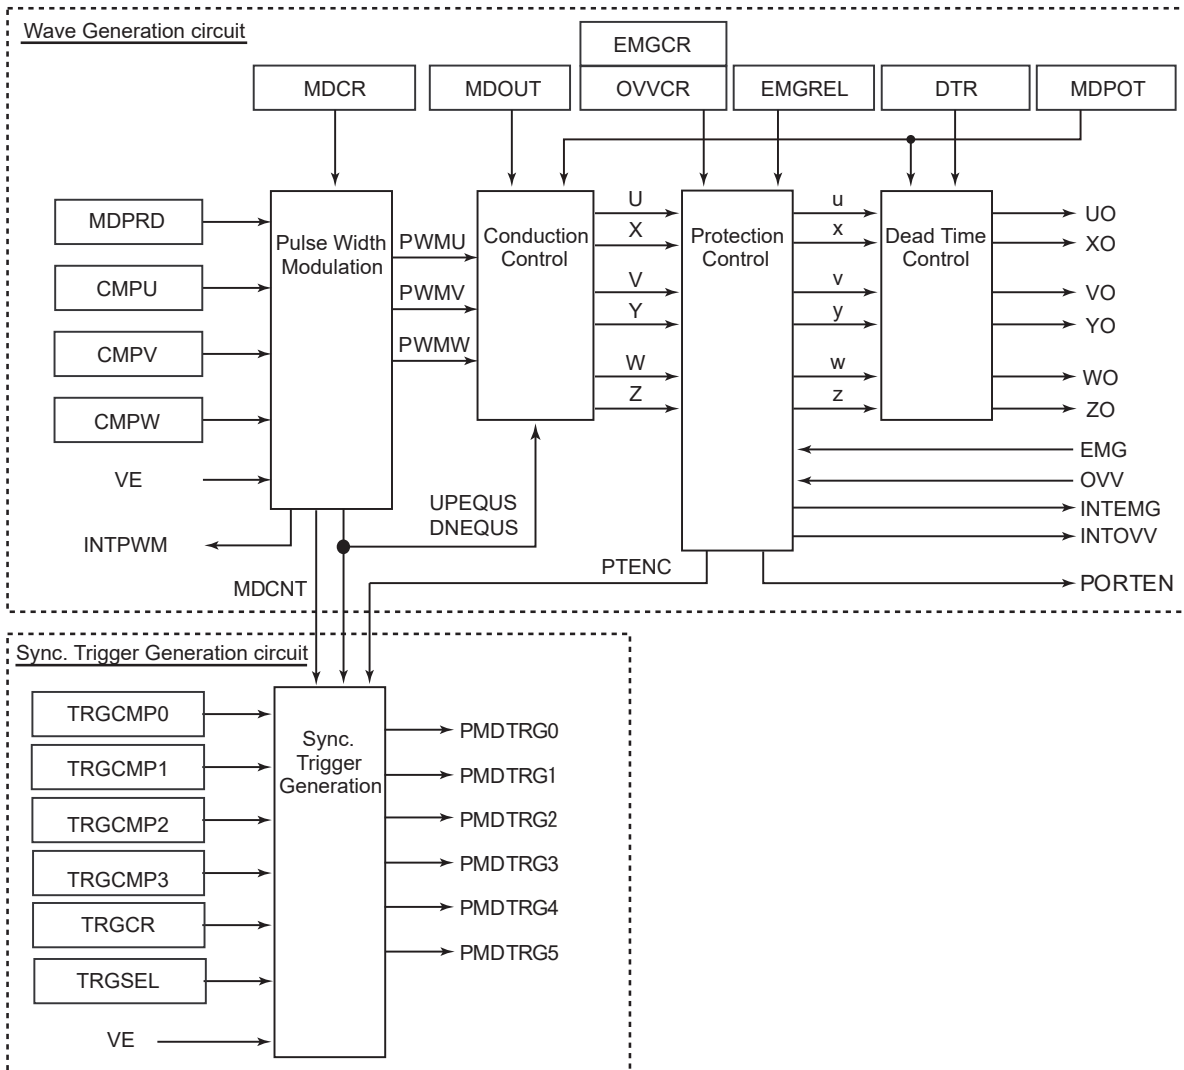 Wave Generation circuit
EMGCR
MDCR
MDOUT
OVVCR
EMGREL
DTR
MDPOT
MDPRD
CMPU
CMPV
CMPW
VE
INTPWM
Pulse Width
Modulation
PWMU
PWMV
PWMW
Conduction
Control
U
X
V
Y
W
Z
Protection
Control
u
x
v
y
w
z
Dead Time
Control
UO
XO
VO
YO
WO
ZO
EMG
OVV
INTEMG
INTOVV
PORTEN
UPEQUS
DNEQUS
PTENC
MDCNT
Sync. Trigger Generation circuit
TRGCMP0
TRGCMP1
TRGCMP2
TRGCMP3
TRGCR
TRGSEL
VE
Sync.
Trigger
Generation
PMDTRG0
PMDTRG1
PMDTRG2
PMDTRG3
PMDTRG4
PMDTRG5